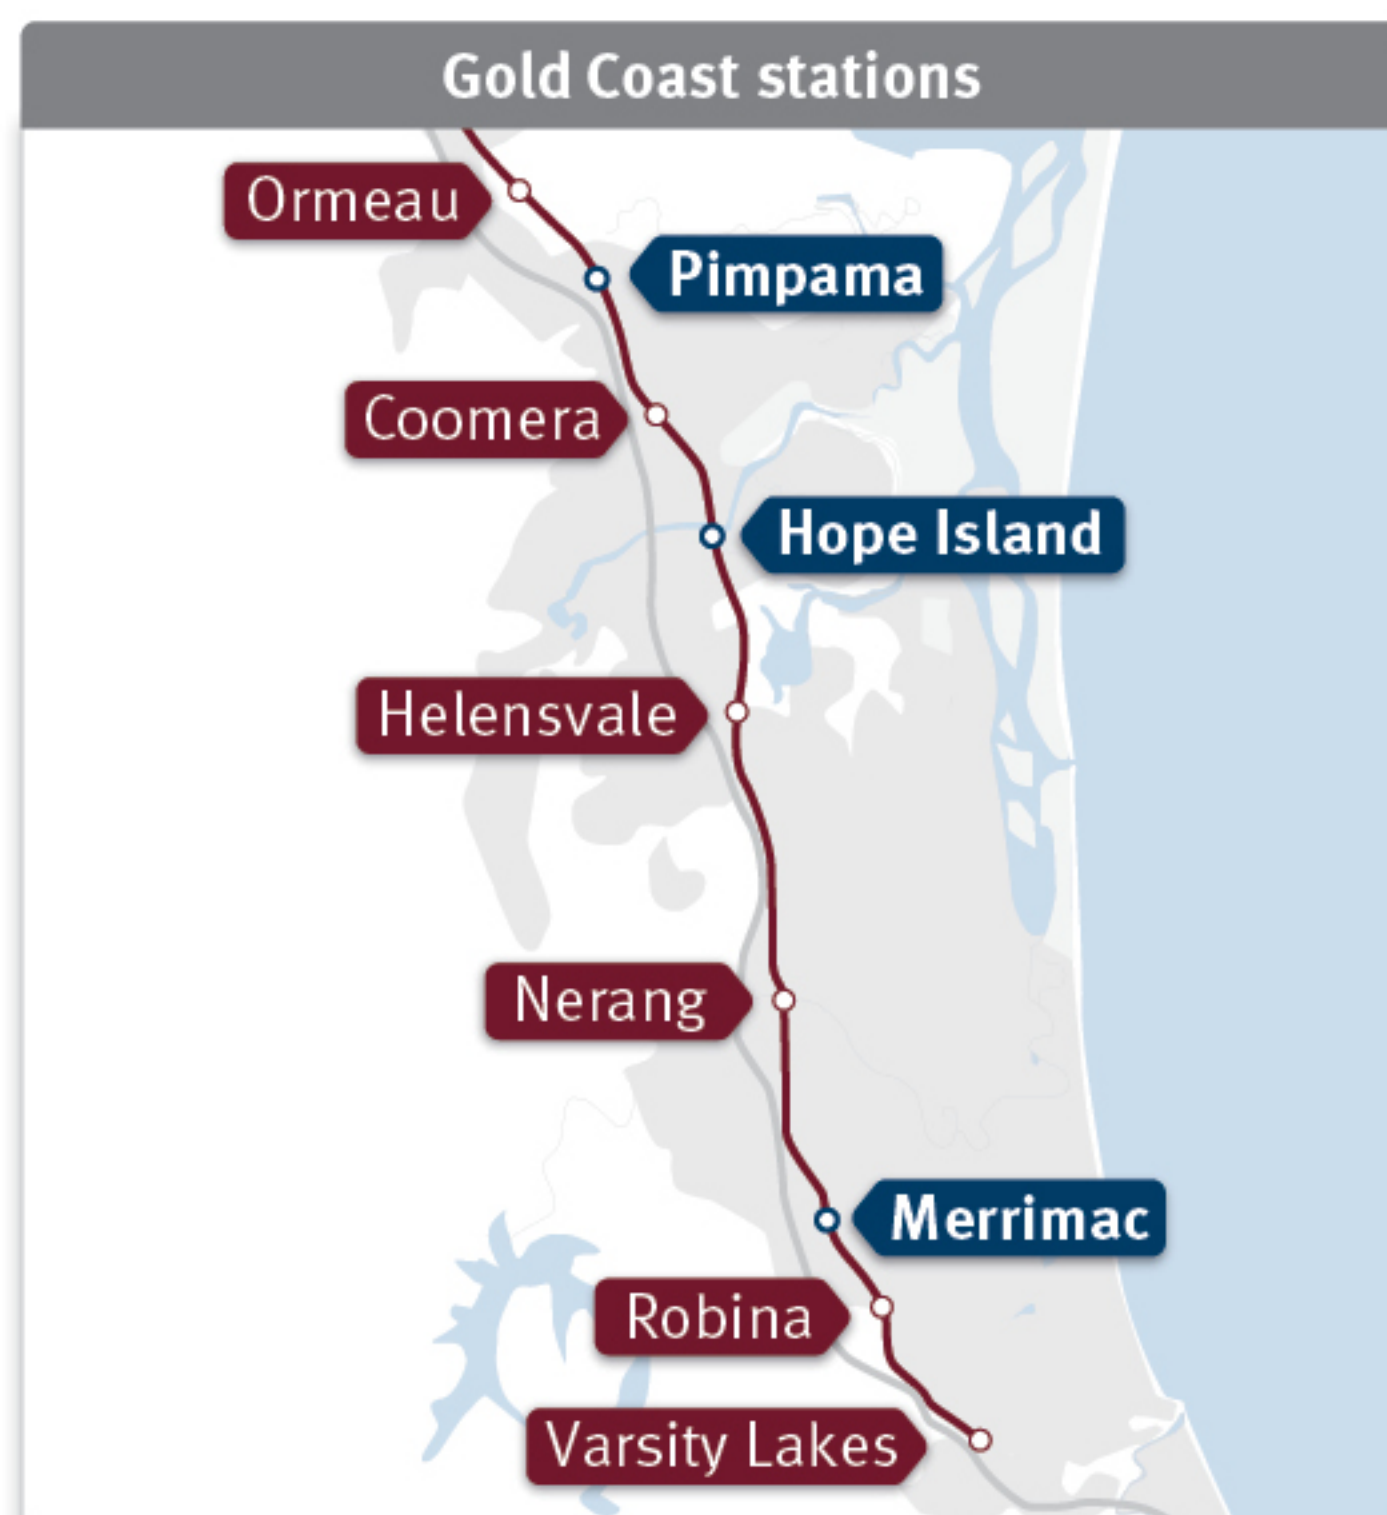 Gold Coast stations
Ormeau
Pimpama
Coomera
Hope Island
Helensvale
Nerang
Merrimac
Robina
Varsity Lakes